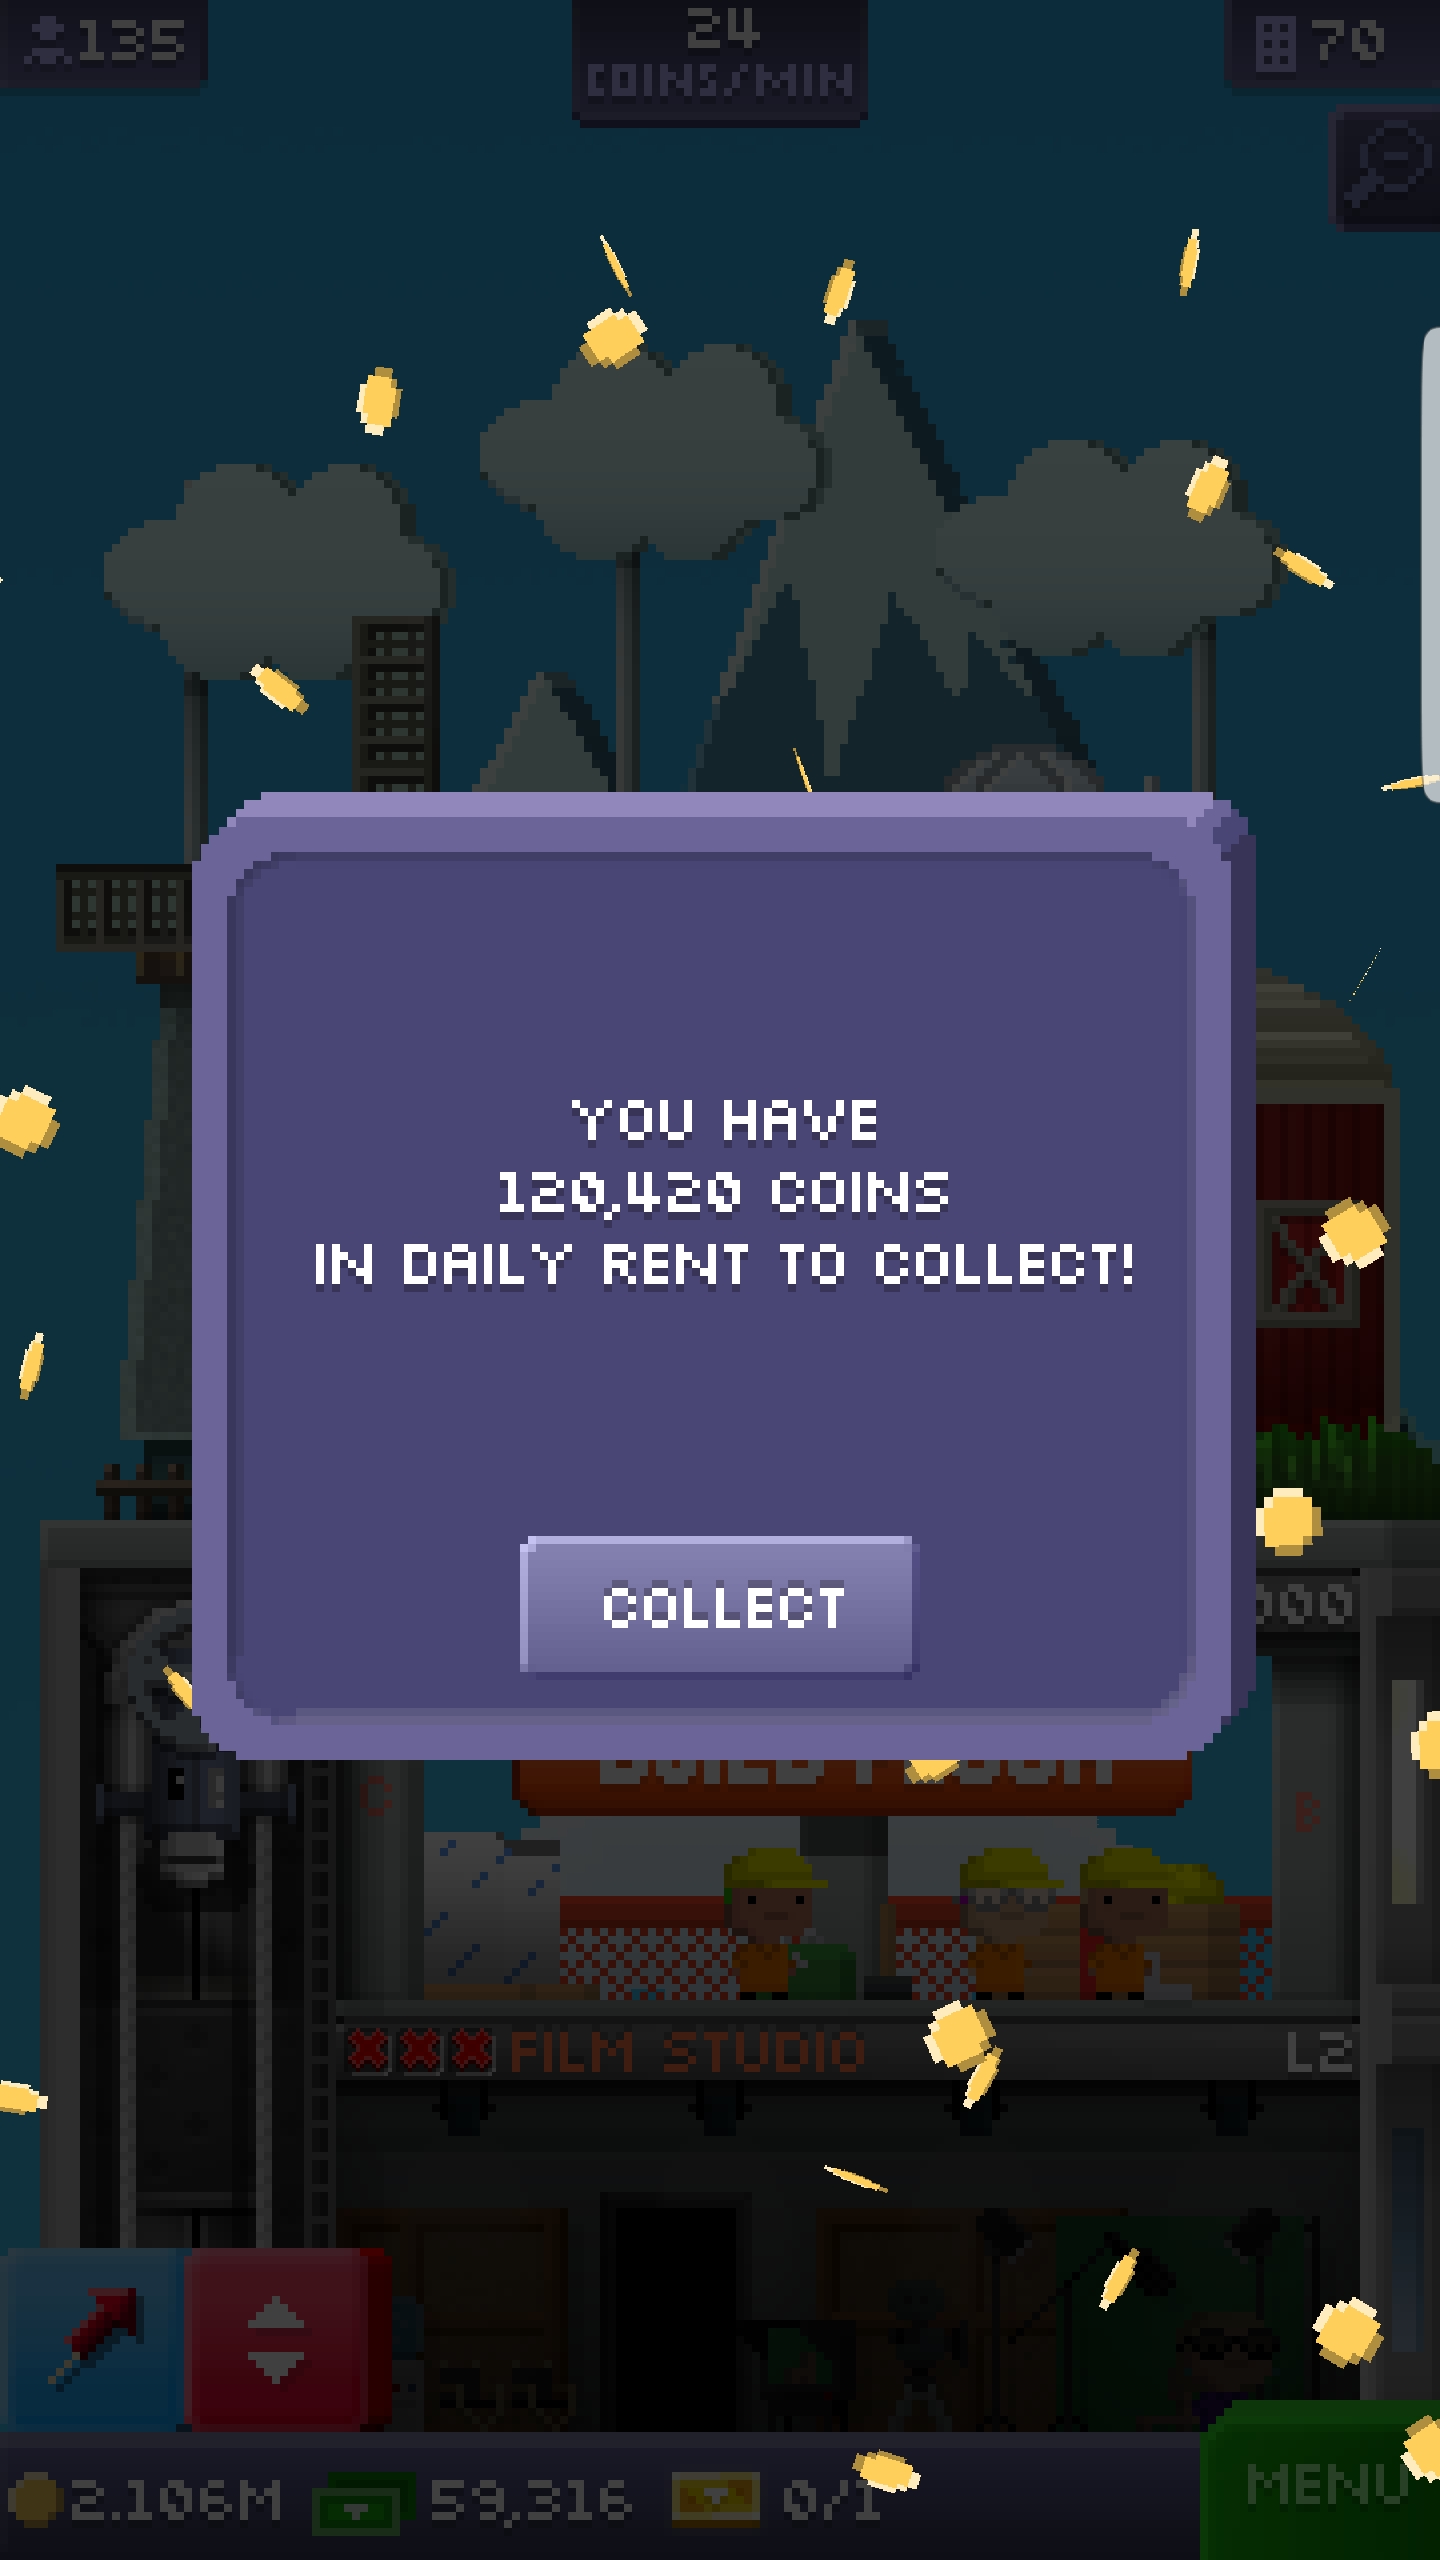 135
24
COINS/MIN
70
YOU HAVE
120,420 COINS
IN DAILY RENT TO COLLECT!
COLLECT
000
C
B
FILM STUDIO
L2
2.106M
59,316
0/1
MENU